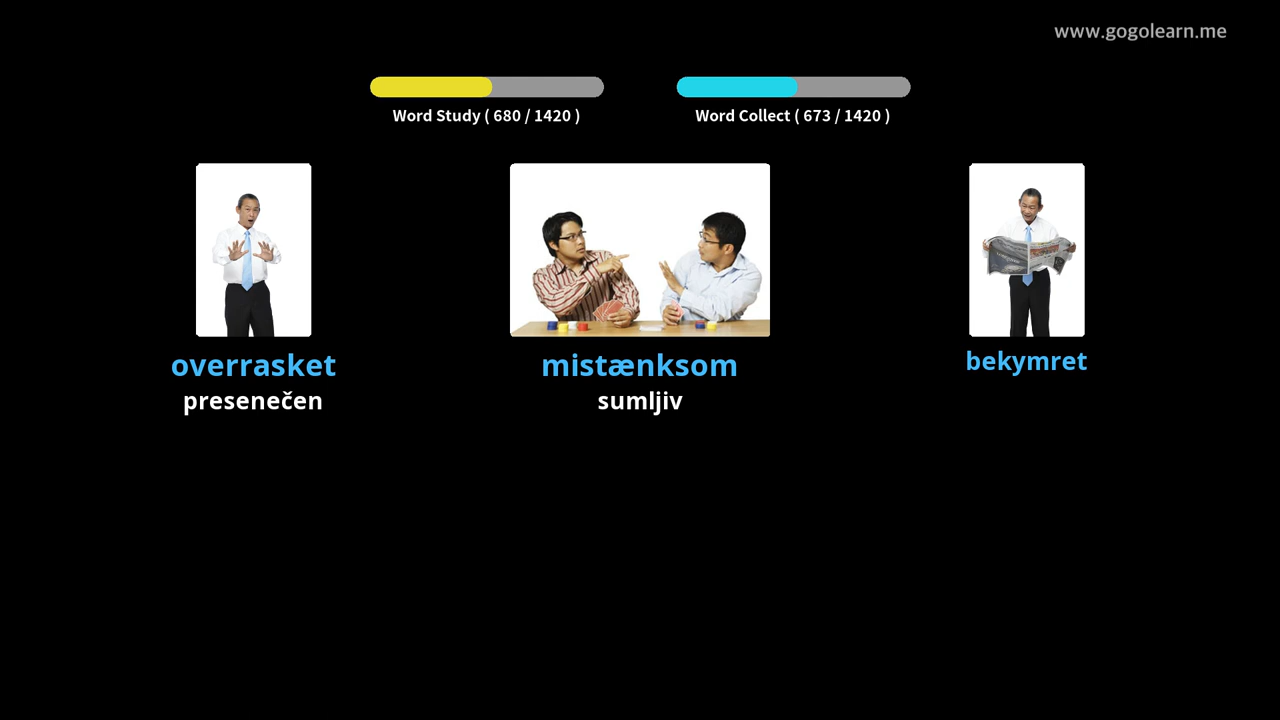 www.gogolearn.me
Word Study ( 680 / 1420 )
Word Collect ( 673 / 1420 )
overrasket
presenečen
mistænksom
sumljiv
bekymret